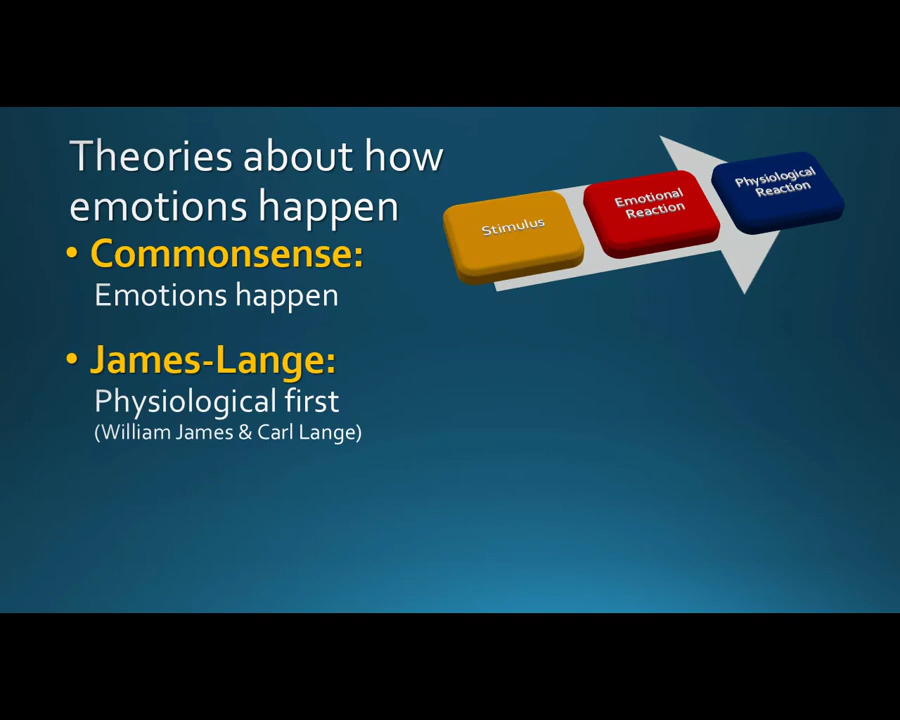 Theories about how
emotions happen
• Commonsense:
Emotions happen
• James-Lange:
Physiological first
(William James & Carl Lange)
Stimulus
Emotional
Reaction
Physiological
Reaction